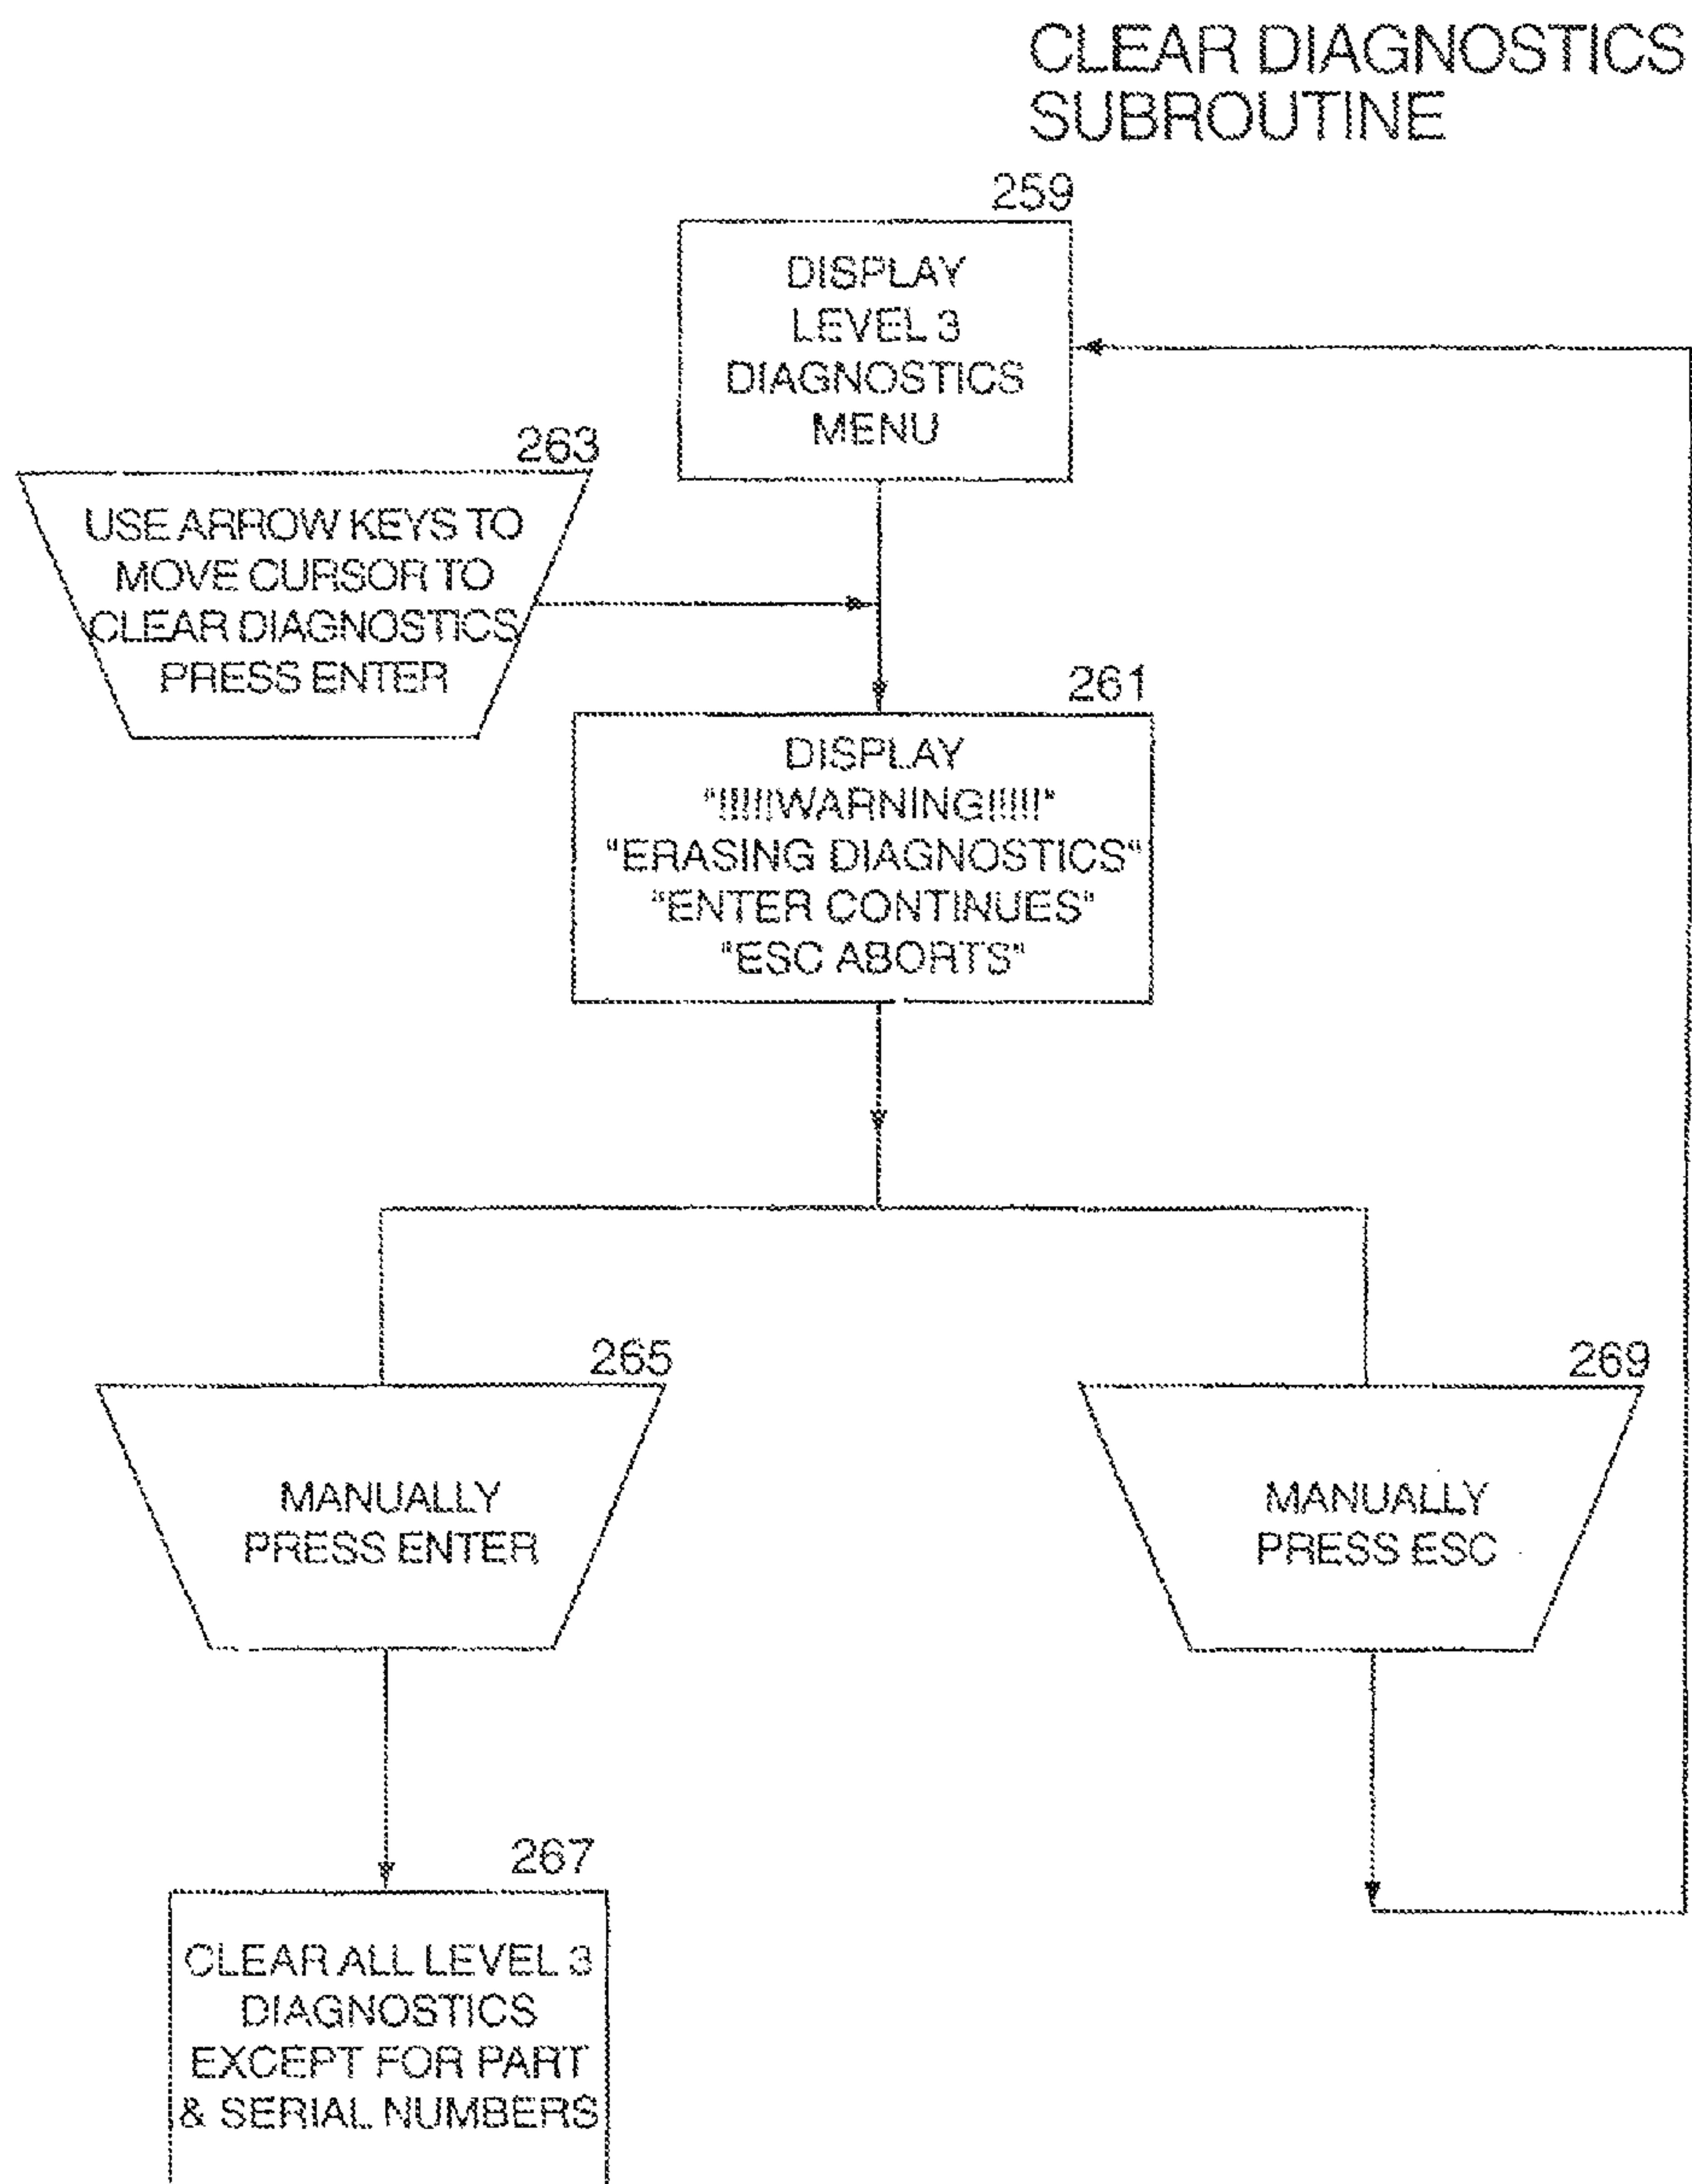 CLEAR DIAGNOSTICS
SUBROUTINE
259
DISPLAY
LEVEL 3
DIAGNOSTICS
MENU
263
USE ARROW KEYS TO
MOVE CURSOR TO
CLEAR DIAGNOSTICS
PRESS ENTER
261
DISPLAY
"!!!!!WARNING!!!!!"
"ERASING DIAGNOSTICS"
"ENTER CONTINUES"
"ESC ABORTS"
265
MANUALLY
PRESS ENTER
269
MANUALLY
PRESS ESC
267
CLEAR ALL LEVEL 3
DIAGNOSTICS
EXCEPT FOR PART
& SERIAL NUMBERS